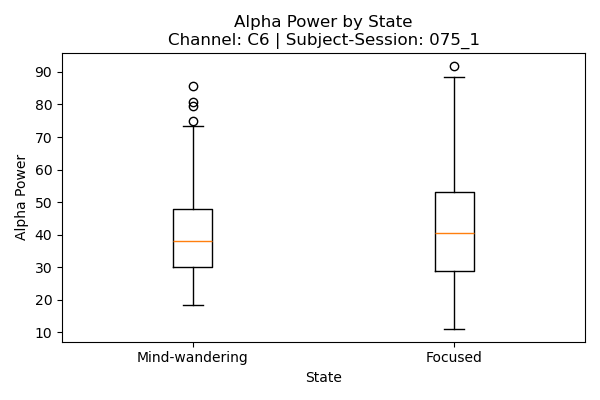 Alpha Power by State
Channel: C6 | Subject-Session: 075_1
Alpha Power
90
80
70
60
50
40
30
20
10
Mind-wandering
Focused
State